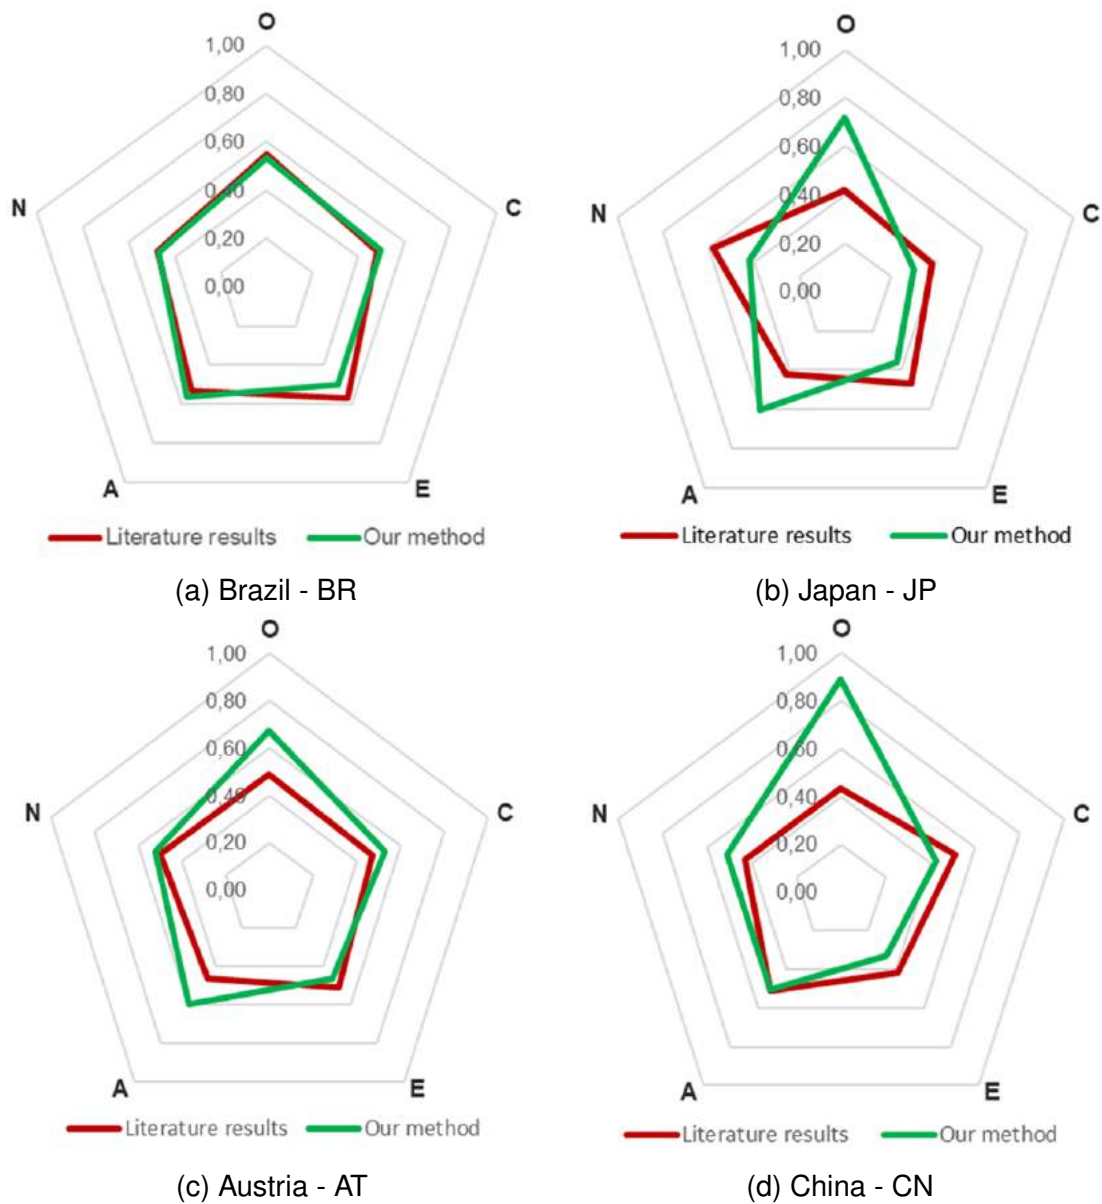 O
1,00
0,80
0,60
0,40
0,20
0,00
N
C
A
E
Literature results Our method
(a) Brazil - BR
O
1,00
0,80
0,60
0,40
0,20
0,00
N
C
A
E
Literature results Our method
(b) Japan - JP
O
1,00
0,80
0,60
0,40
0,20
0,00
N
C
A
E
Literature results Our method
(c) Austria - AT
O
1,00
0,80
0,60
0,40
0,20
0,00
N
C
A
E
Literature results Our method
(d) China - CN